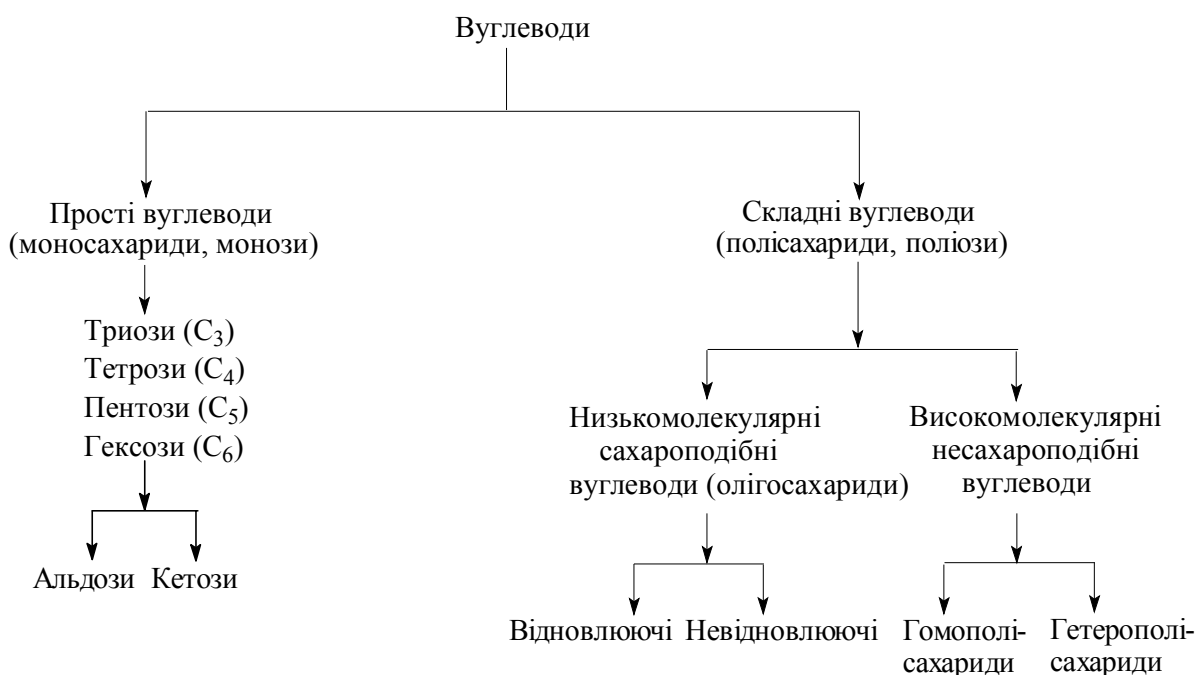 Вуглеводи
Прості вуглеводи
(моносахариди, монози)
Складні вуглеводи
(полісахариди, поліози)
Триози (C₃)
Тетрози (C₄)
Пентози (C₅)
Гексози (C₆)
Альдози
Кетози
Низькомолекулярні
сахароподібні
вуглеводи (олігосахариди)
Високомолекулярні
несахароподібні
вуглеводи
Відновлюючі
Невідновлюючі
Гомополі-
сахариди
Гетерополі-
сахариди